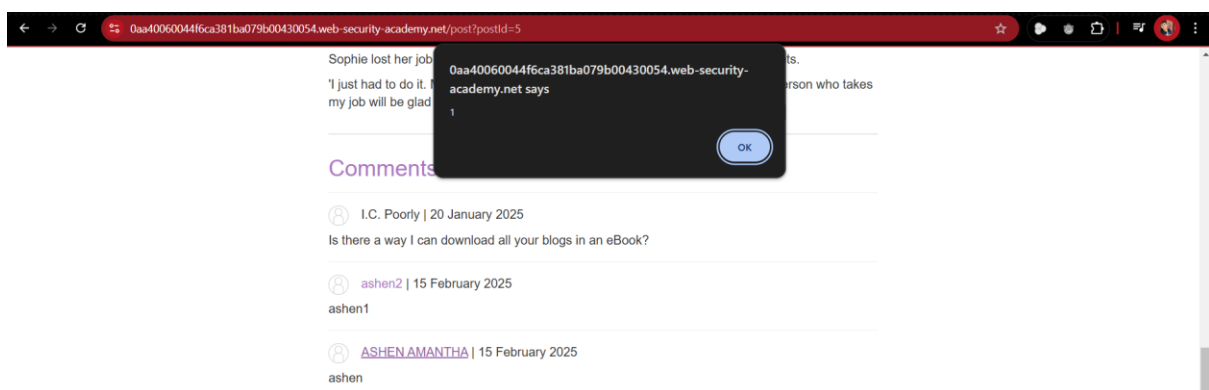 0aa40060044f6ca381ba079b00430054.web-security-academy.net/post?postId=5
Sophie lost her job
ts.
0aa40060044f6ca381ba079b00430054.web-security-
academy.net says
1
OK
'I just had to do it.
erson who takes
my job will be glad
Comments
I.C. Poorly | 20 January 2025
Is there a way I can download all your blogs in an eBook?
ashen2 | 15 February 2025
ashen1
ASHEN AMANTHA | 15 February 2025
ashen